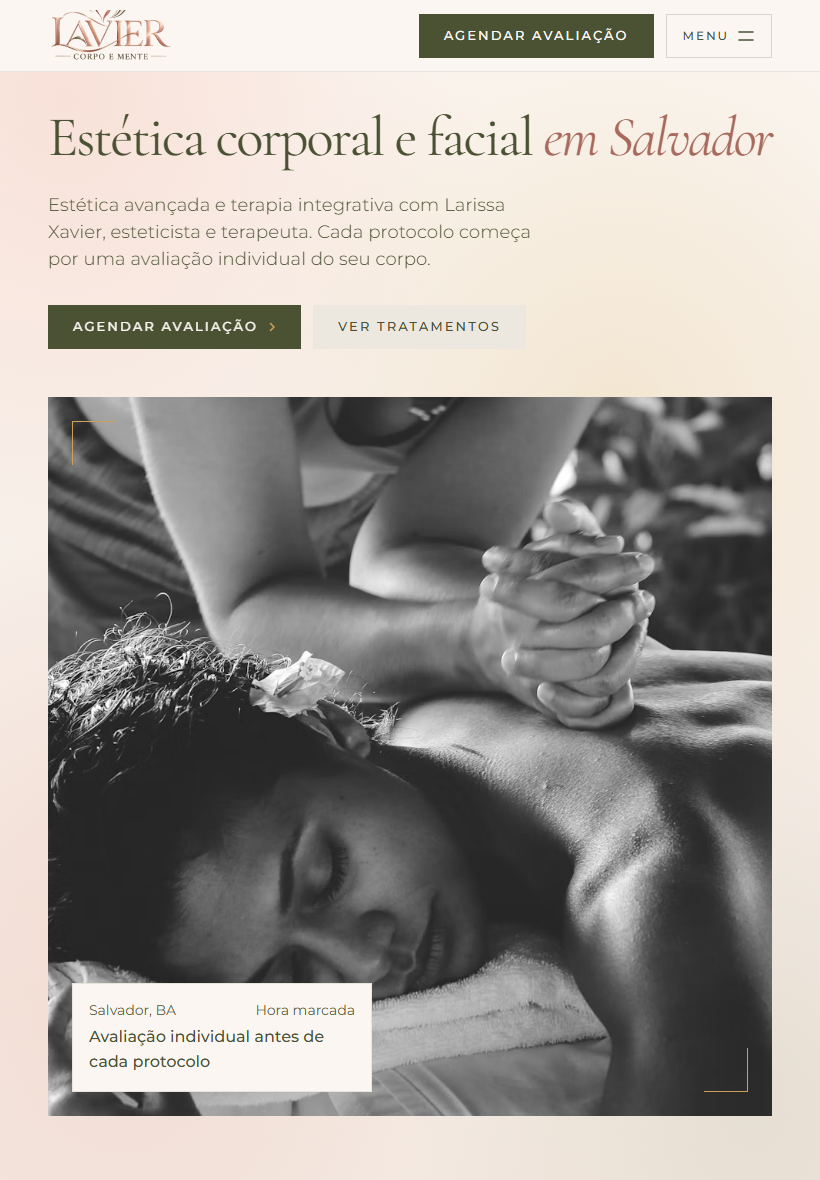 LAVIER
CORPO E MENTE
AGENDAR AVALIAÇÃO
MENU
Estética corporal e facial em Salvador
Estética avançada e terapia integrativa com Larissa
Xavier, esteticista e terapeuta. Cada protocolo começa
por uma avaliação individual do seu corpo.
AGENDAR AVALIAÇÃO
VER TRATAMENTOS
Salvador, BA Hora marcada
Avaliação individual antes de
cada protocolo